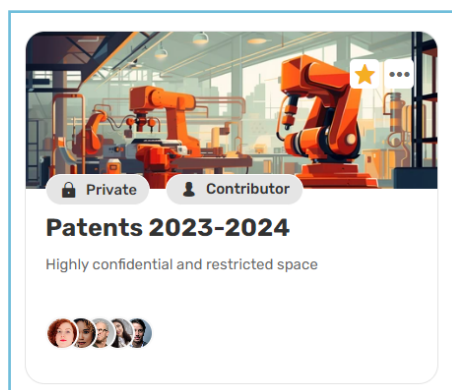 Private Contributor
Patents 2023-2024
Highly confidential and restricted space